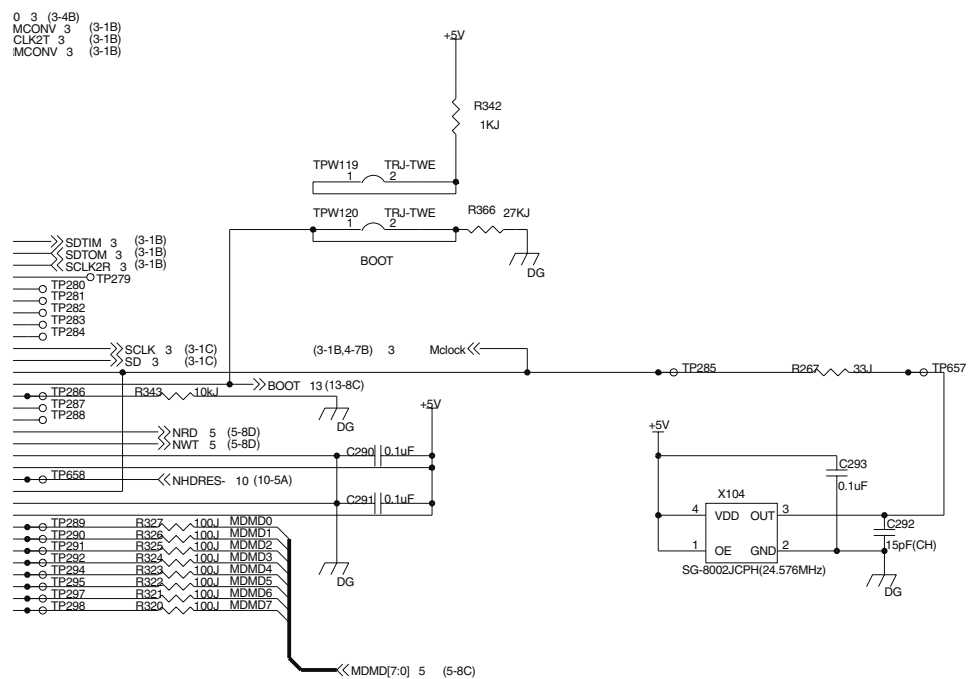 0 3 (3-4B)
MCONV 3 (3-1B)
CLK2T 3 (3-1B)
MCONV 3 (3-1B)
+5V
R342
1KJ
TPW119 TRJ-TWE
1 2
TPW120 TRJ-TWE R366 27KJ
1 2
BOOT
DG
SDTIM 3 (3-1B)
SDTOM 3 (3-1B)
SCLK2R 3 (3-1B)
TP279
TP280
TP281
TP282
TP283
TP284
SCLK 3 (3-1C)
SD 3 (3-1C)
(3-1B,4-7B) 3 Mclock
TP285 R267 33J TP657
BOOT 13 (13-8C)
TP286 R343 10kJ
TP287
TP288
DG
+5V
NRD 5 (5-8D)
NWT 5 (5-8D)
C290 0.1uF
TP658 NHDRES- 10 (10-5A)
C291 0.1uF
+5V
C293
0.1uF
X104
4 VDD OUT 3
1 OE GND 2
SG-8002JCPH(24.576MHz)
C292
15pF(CH)
DG
TP289 R327 100J MDMD0
TP290 R326 100J MDMD1
TP291 R325 100J MDMD2
TP292 R324 100J MDMD3
TP294 R323 100J MDMD4
TP295 R322 100J MDMD5
TP297 R321 100J MDMD6
TP298 R320 100J MDMD7
DG
MDMD[7:0] 5 (5-8C)